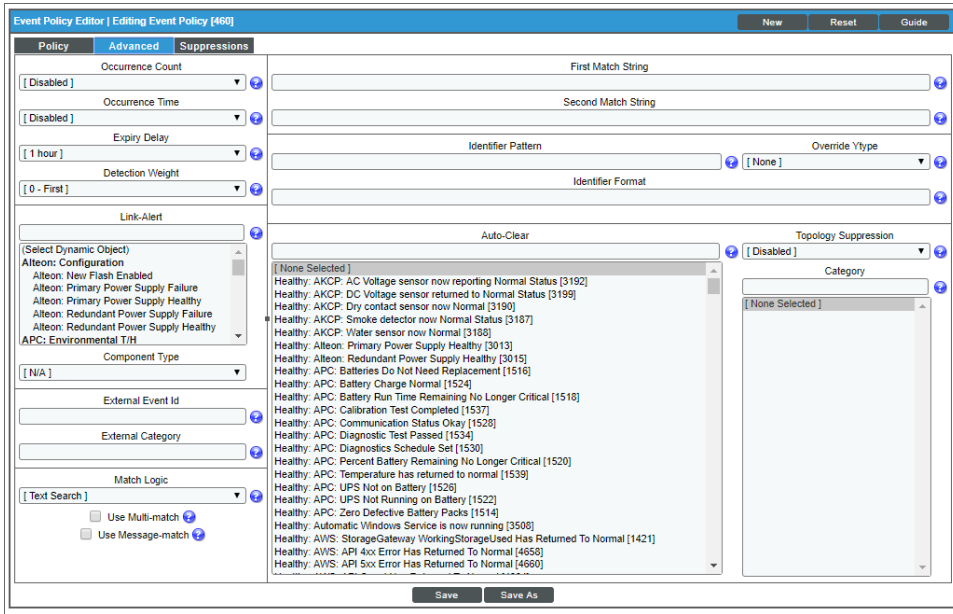 Event Policy Editor | Editing Event Policy [460]
New
Reset
Guide
Policy
Advanced
Suppressions
Occurrence Count
[ Disabled ]
Occurrence Time
[ Disabled ]
Expiry Delay
[ 1 hour ]
Detection Weight
[ 0 - First ]
Link-Alert
(Select Dynamic Object)
Alteon: Configuration
Alteon: New Flash Enabled
Alteon: Primary Power Supply Failure
Alteon: Primary Power Supply Healthy
Alteon: Redundant Power Supply Failure
Alteon: Redundant Power Supply Healthy
APC: Environmental T/H
Component Type
[ N/A ]
External Event Id
External Category
Match Logic
[ Text Search ]
Use Multi-match
Use Message-match
First Match String
Second Match String
Identifier Pattern
Override Ytype
[ None ]
Identifier Format
Auto-Clear
[ None Selected ]
Healthy: AKCP: AC Voltage sensor now reporting Normal Status [3192]
Healthy: AKCP: DC Voltage sensor returned to Normal Status [3199]
Healthy: AKCP: Dry contact sensor now Normal [3190]
Healthy: AKCP: Smoke detector now Normal Status [3187]
Healthy: AKCP: Water sensor now Normal [3188]
Healthy: Alteon: Primary Power Supply Healthy [3013]
Healthy: Alteon: Redundant Power Supply Healthy [3015]
Healthy: APC: Batteries Do Not Need Replacement [1516]
Healthy: APC: Battery Charge Normal [1524]
Healthy: APC: Battery Run Time Remaining No Longer Critical [1518]
Healthy: APC: Calibration Test Completed [1537]
Healthy: APC: Communication Status Okay [1528]
Healthy: APC: Diagnostic Test Passed [1534]
Healthy: APC: Diagnostics Schedule Set [1530]
Healthy: APC: Percent Battery Remaining No Longer Critical [1520]
Healthy: APC: Temperature has returned to normal [1539]
Healthy: APC: UPS Not on Battery [1526]
Healthy: APC: UPS Not Running on Battery [1522]
Healthy: APC: Zero Defective Battery Packs [1514]
Healthy: Automatic Windows Service is now running [3508]
Healthy: AWS: StorageGateway WorkingStorageUsed Has Returned To Normal [1421]
Healthy: AWS: API 4xx Error Has Returned To Normal [4658]
Healthy: AWS: API 5xx Error Has Returned To Normal [4660]
Topology Suppression
[ Disabled ]
Category
[ None Selected ]
Save
Save As